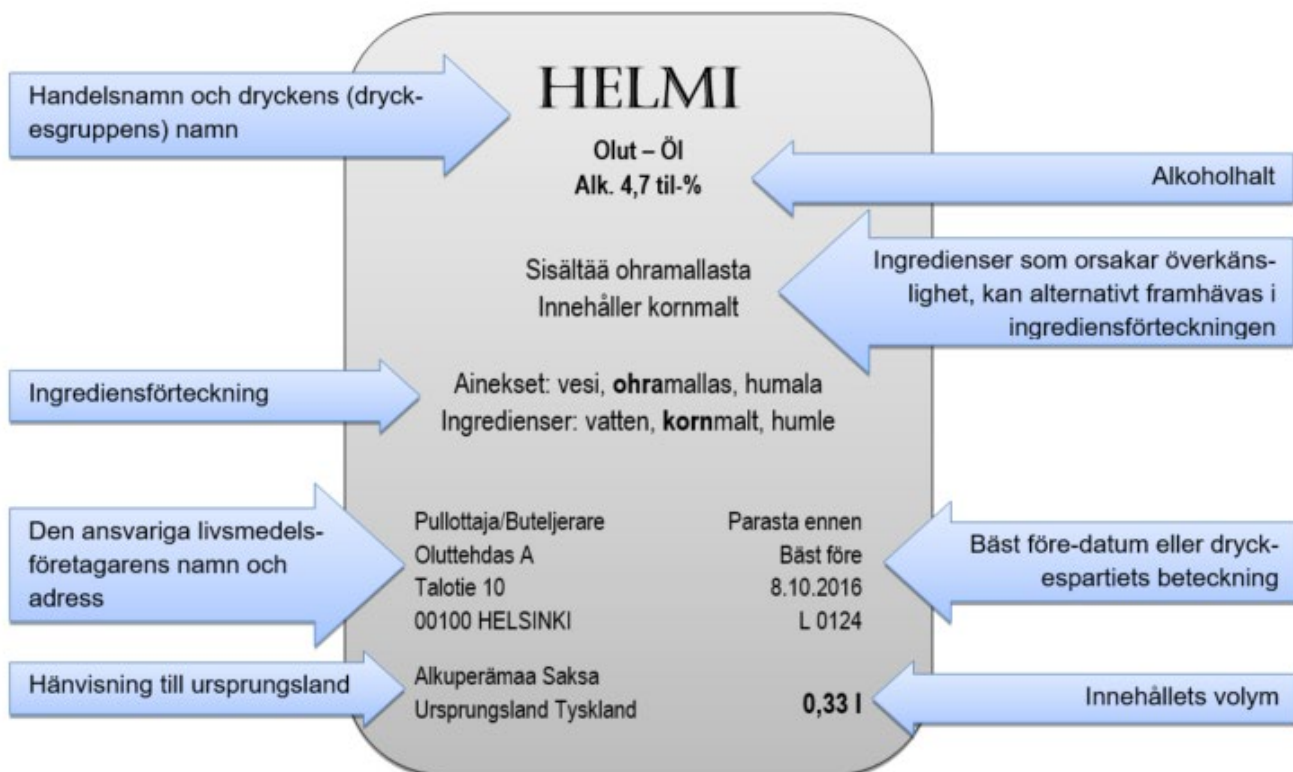 Handelsnamn och dryckens (dryck-
esgruppens) namn
HELMI
Olut – Öl
Alk. 4,7 til-%
Alkoholhalt
Sisältää ohramallasta
Innehåller kornmalt
Ingredienser som orsakar överkäns-
lighet, kan alternativt framhävas i
ingrediensförteckningen
Ingrediensförteckning
Ainekset: vesi, ohramallas, humala
Ingredienser: vatten, kornmalt, humle
Den ansvariga livsmedels-
företagarens namn och
adress
Pullottaja/Buteljerare
Oluttehdas A
Talotie 10
00100 HELSINKI
Parasta ennen
Bäst före
8.10.2016
L 0124
Bäst före-datum eller dryck-
espartiets beteckning
Hänvisning till ursprungsland
Alkuperämaa Saksa
Ursprungsland Tyskland
0,33 l
Innehållets volym